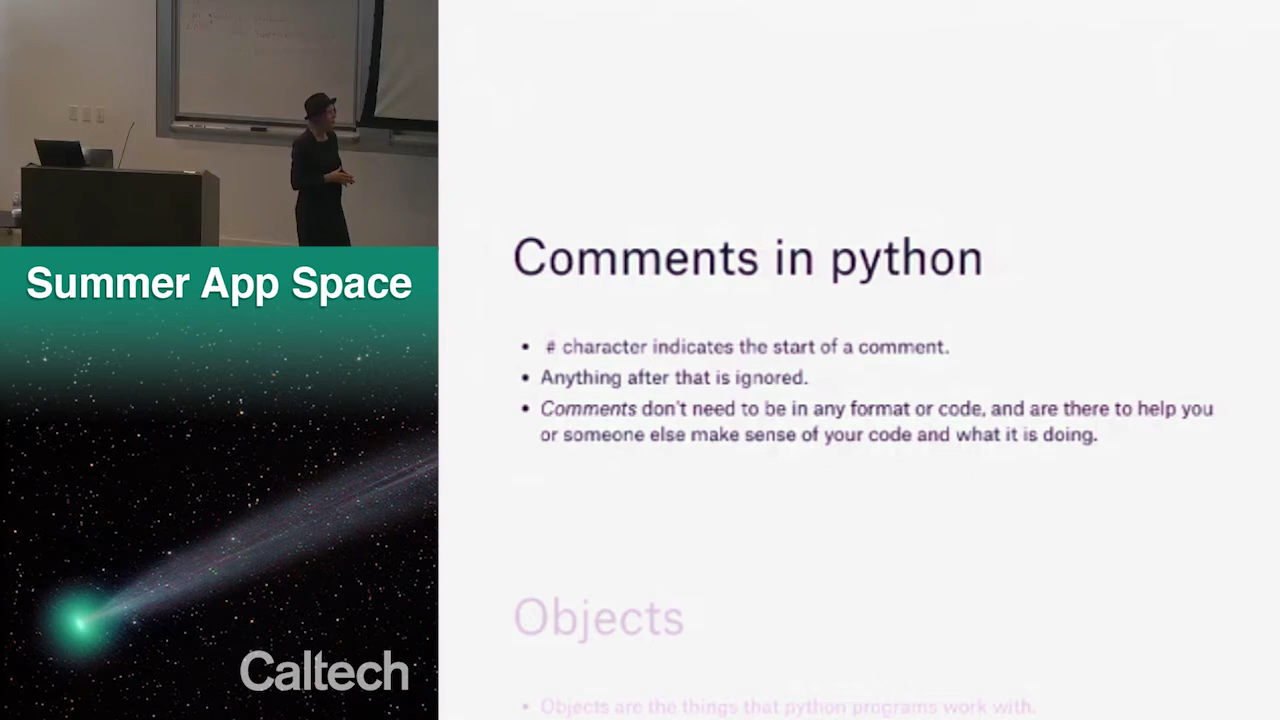 Summer App Space
Caltech
Comments in python
• # character indicates the start of a comment.
• Anything after that is ignored.
• Comments don't need to be in any format or code, and are there to help you
or someone else make sense of your code and what it is doing.
Objects
• Objects are the things that python programs work with.